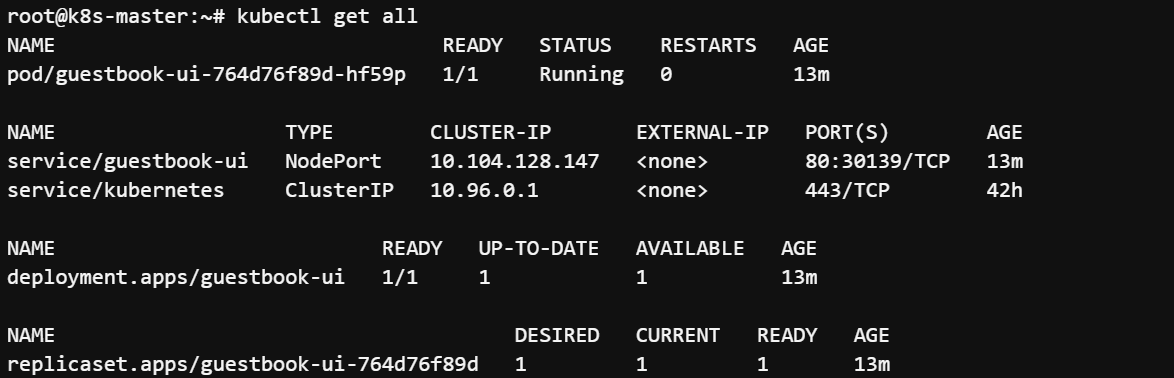 root@k8s-master:~# kubectl get all
NAME                                READY   STATUS    RESTARTS   AGE
pod/guestbook-ui-764d76f89d-hf59p   1/1     Running   0          13m

NAME                   TYPE        CLUSTER-IP       EXTERNAL-IP   PORT(S)        AGE
service/guestbook-ui   NodePort    10.104.128.147   <none>        80:30139/TCP   13m
service/kubernetes     ClusterIP   10.96.0.1        <none>        443/TCP        42h

NAME                           READY   UP-TO-DATE   AVAILABLE   AGE
deployment.apps/guestbook-ui   1/1     1            1           13m

NAME                                      DESIRED   CURRENT   READY   AGE
replicaset.apps/guestbook-ui-764d76f89d   1         1         1       13m